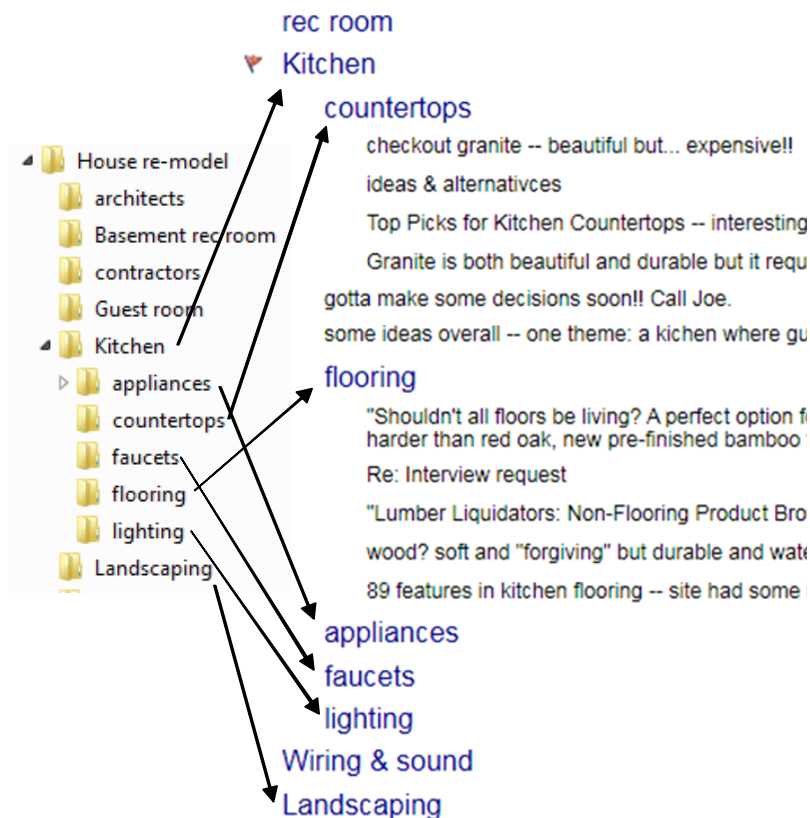 rec room
Kitchen
countertops
checkout granite -- beautiful but... expensive!!
ideas & alternativces
Top Picks for Kitchen Countertops -- interesting
Granite is both beautiful and durable but it requ
gotta make some decisions soon!! Call Joe.
some ideas overall -- one theme: a kichen where gu
flooring
"Shouldn't all floors be living? A perfect option fo
harder than red oak, new pre-finished bamboo
Re: Interview request
"Lumber Liquidators: Non-Flooring Product Bro
wood? soft and "forgiving" but durable and wate
89 features in kitchen flooring -- site had some
appliances
faucets
lighting
Wiring & sound
Landscaping
House re-model
architects
Basement rec room
contractors
Guest room
Kitchen
appliances
countertops
faucets
flooring
lighting
Landscaping